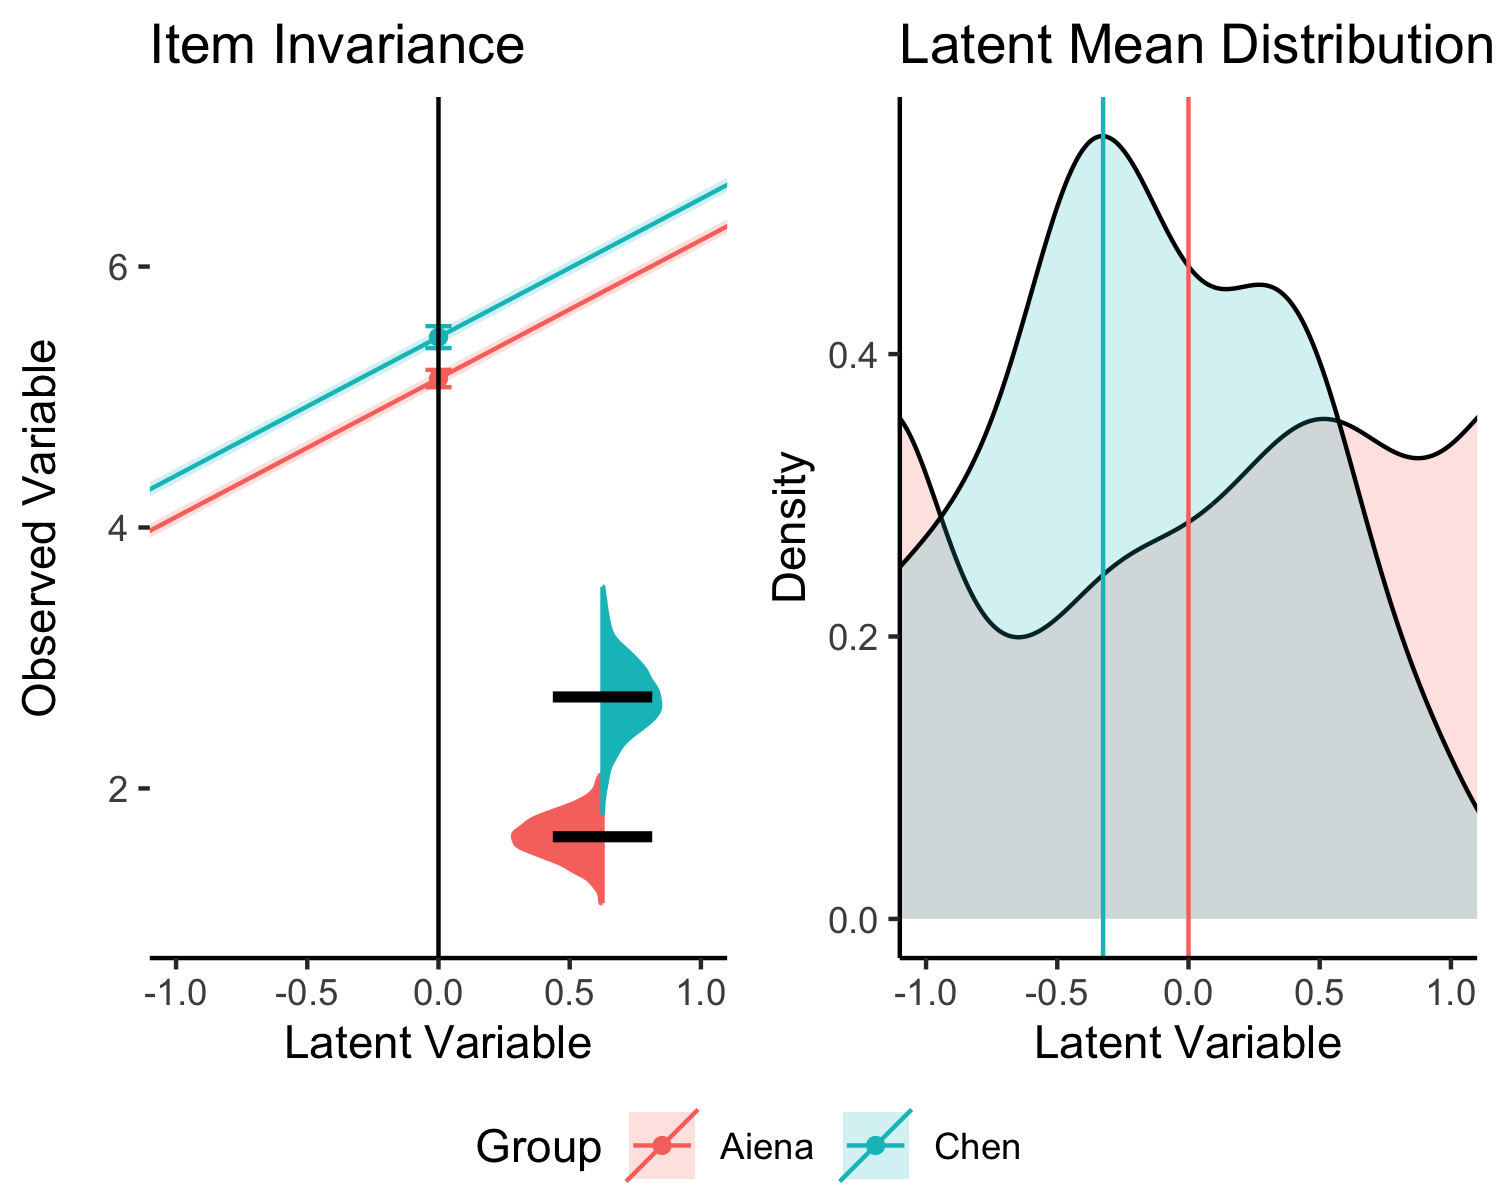 Item Invariance
Observed Variable
6
4
2
-1.0 -0.5 0.0 0.5 1.0
Latent Variable
Latent Mean Distribution
Density
0.4
0.2
0.0
-1.0 -0.5 0.0 0.5 1.0
Latent Variable
Group Aiena Chen